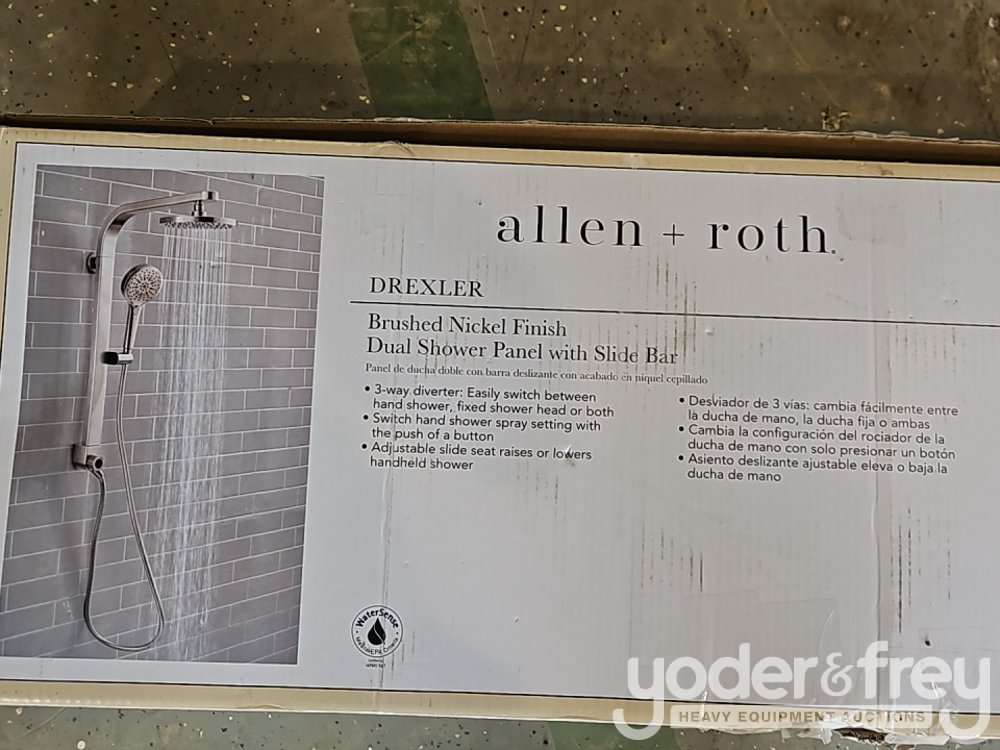 allen + roth.
DREXLER
Brushed Nickel Finish
Dual Shower Panel with Slide Bar
Panel de ducha doble con barra deslizante con acabado en níquel cepillado
• 3-way diverter: Easily switch between
hand shower, fixed shower head or both
• Switch hand shower spray setting with
the push of a button
• Adjustable slide seat raises or lowers
handheld shower
• Desviador de 3 vías: cambia fácilmente entre
la ducha de mano, la ducha fija o ambas
• Cambia la configuración del rociador de la
ducha de mano con solo presionar un botón
• Asiento deslizante ajustable eleva o baja la
ducha de mano
WaterSense
Meets EPA Criteria
yoder&frey
HEAVY EQUIPMENT AUCTIONS